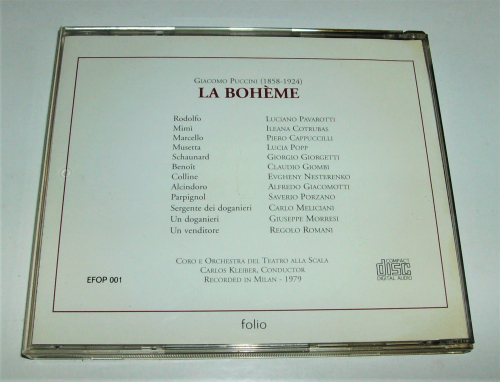 Giacomo Puccini (1858-1924)
LA BOHÈME
Rodolfo Luciano Pavarotti
Mimì Ileana Cotrubas
Marcello Piero Cappuccilli
Musetta Lucia Popp
Schaunard Giorgio Giorgetti
Benoît Claudio Giombi
Colline Evgheny Nesterenko
Alcindoro Alfredo Giacomotti
Parpignol Saverio Porzano
Sergente dei doganieri Carlo Meliciani
Un doganieri Giuseppe Morresi
Un venditore Regolo Romani
Coro e Orchestra del Teatro alla Scala
Carlos Kleiber, Conductor
Recorded in Milan - 1979
EFOP 001
COMPACT
disc
DIGITAL AUDIO
folio